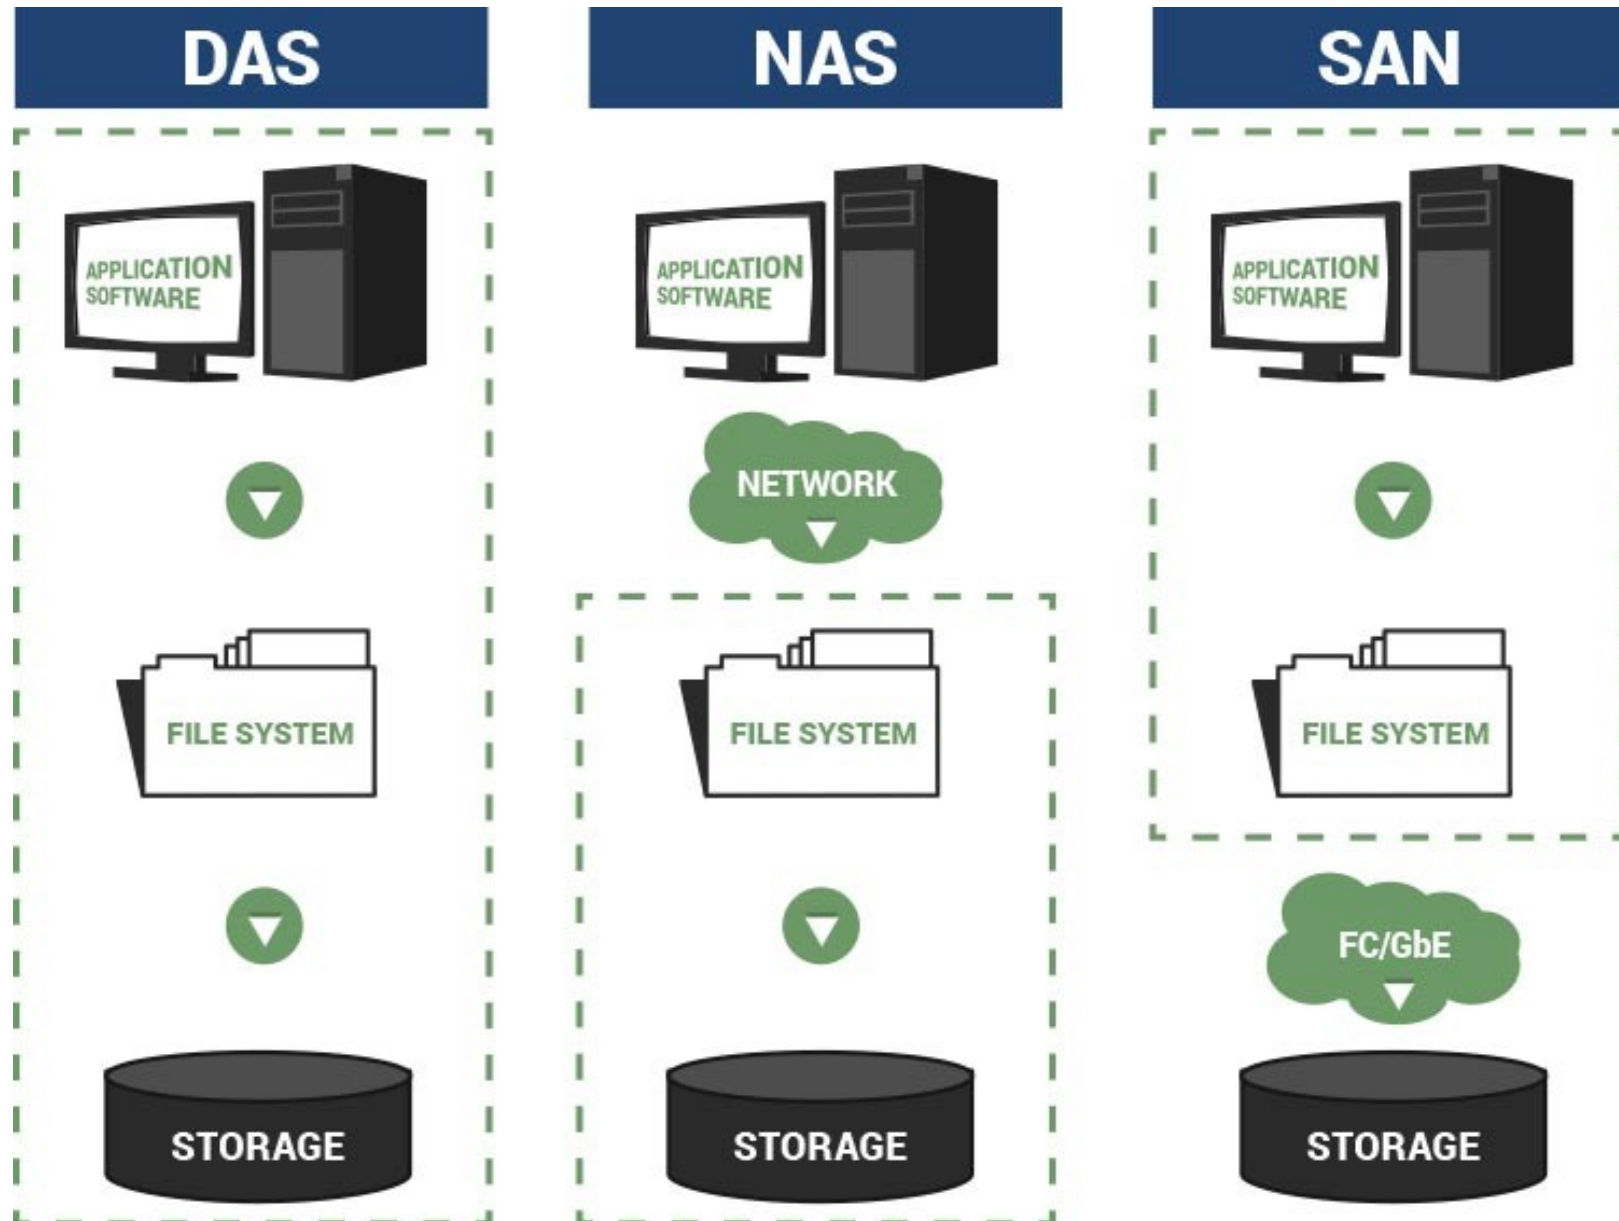 DAS
APPLICATION
SOFTWARE
FILE SYSTEM
STORAGE
NAS
APPLICATION
SOFTWARE
NETWORK
FILE SYSTEM
STORAGE
SAN
APPLICATION
SOFTWARE
FILE SYSTEM
FC/GbE
STORAGE